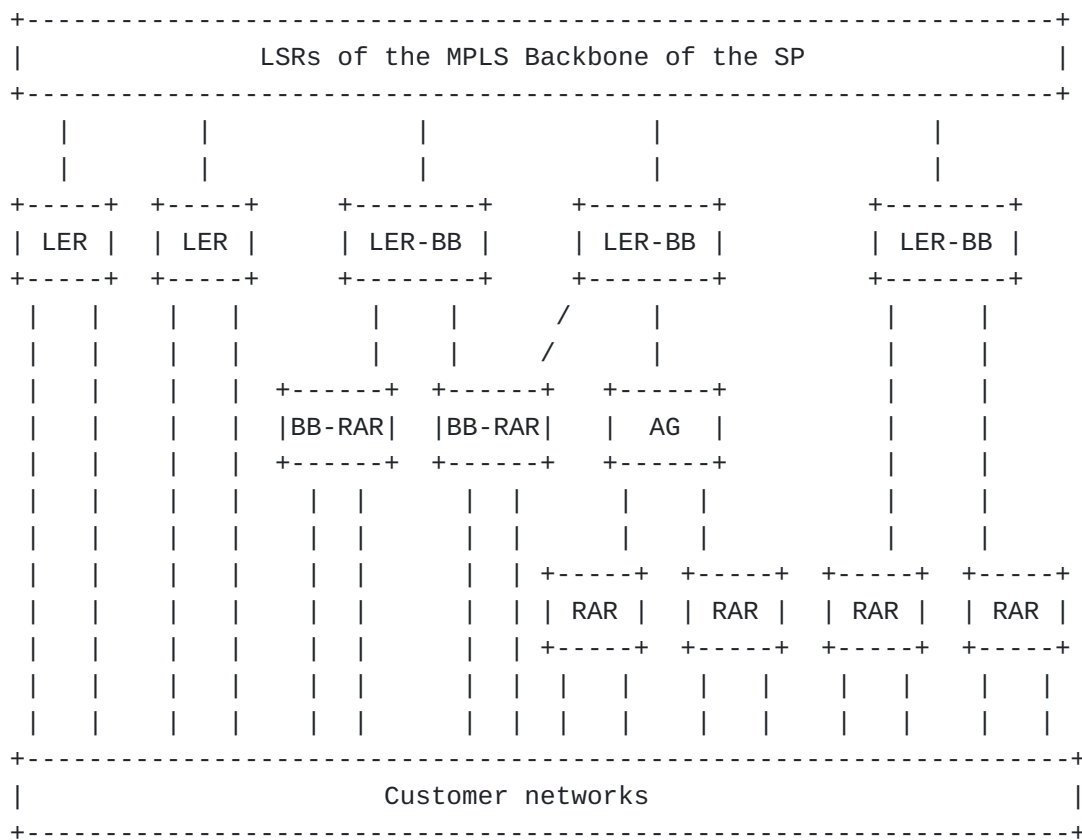 LSRs of the MPLS Backbone of the SP
LER LER LER-BB LER-BB LER-BB
BB-RAR BB-RAR AG
RAR RAR RAR RAR
Customer networks